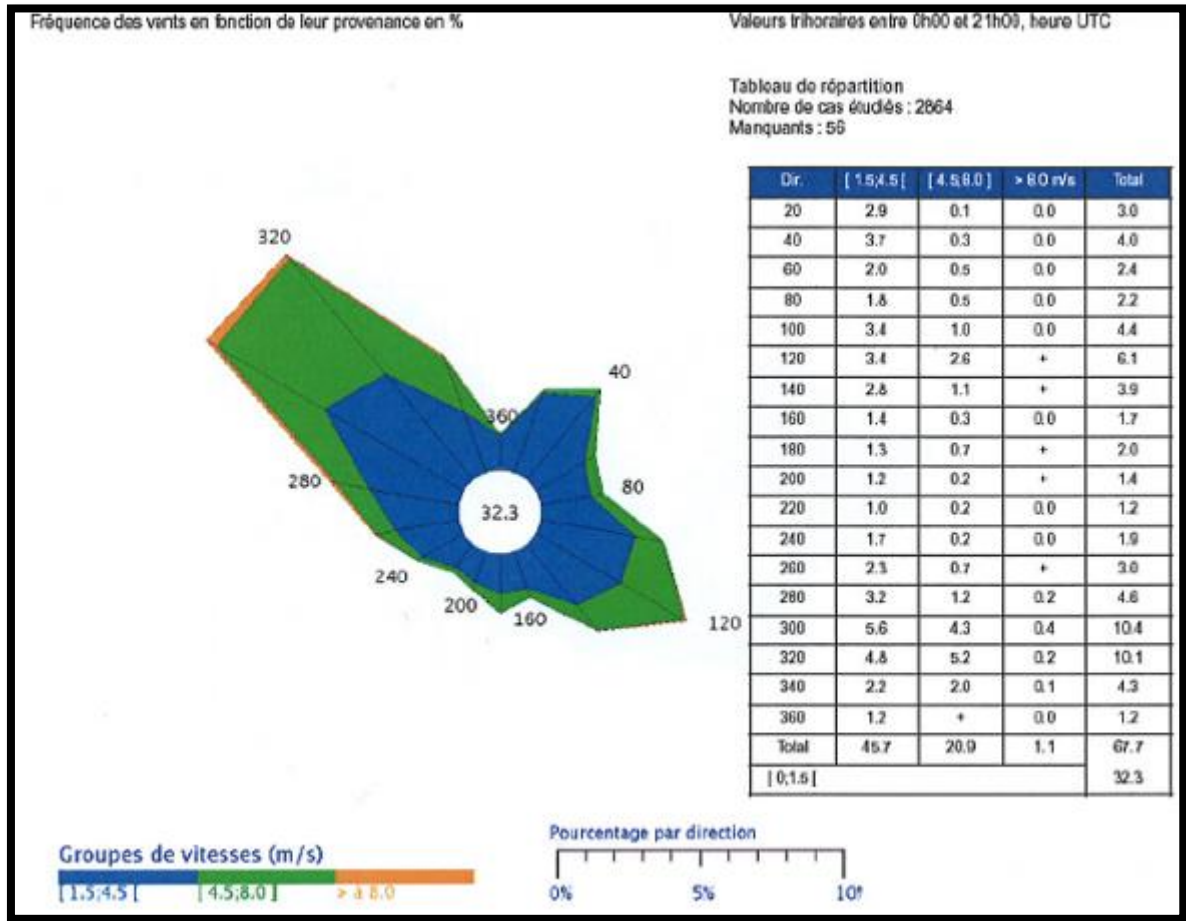 Fréquence des vents en fonction de leur provenance en %
Valeurs trihoraires entre 0h00 et 21h00, heure UTC
Tableau de répartition
Nombre de cas étudiés : 2864
Manquants : 56
Dir. [ 1.5;4.5 [ [ 4.5;8.0 ] > 8.0 m/s Total
20 2.9 0.1 0.0 3.0
40 3.7 0.3 0.0 4.0
60 2.0 0.5 0.0 2.4
80 1.8 0.5 0.0 2.2
100 3.4 1.0 0.0 4.4
120 3.4 2.6 + 6.1
140 2.8 1.1 + 3.9
160 1.4 0.3 0.0 1.7
180 1.3 0.7 + 2.0
200 1.2 0.2 + 1.4
220 1.0 0.2 0.0 1.2
240 1.7 0.2 0.0 1.9
260 2.3 0.7 + 3.0
280 3.2 1.2 0.2 4.6
300 5.6 4.3 0.4 10.4
320 4.8 5.2 0.2 10.1
340 2.2 2.0 0.1 4.3
360 1.2 + 0.0 1.2
Total 45.7 20.9 1.1 67.7
[ 0;1.5 [ 32.3
320
40
360
280
80
32.3
240
200
160
120
Groupes de vitesses (m/s)
[ 1.5;4.5 [ [ 4.5;8.0 ] > à 8.0
Pourcentage par direction
0% 5% 10